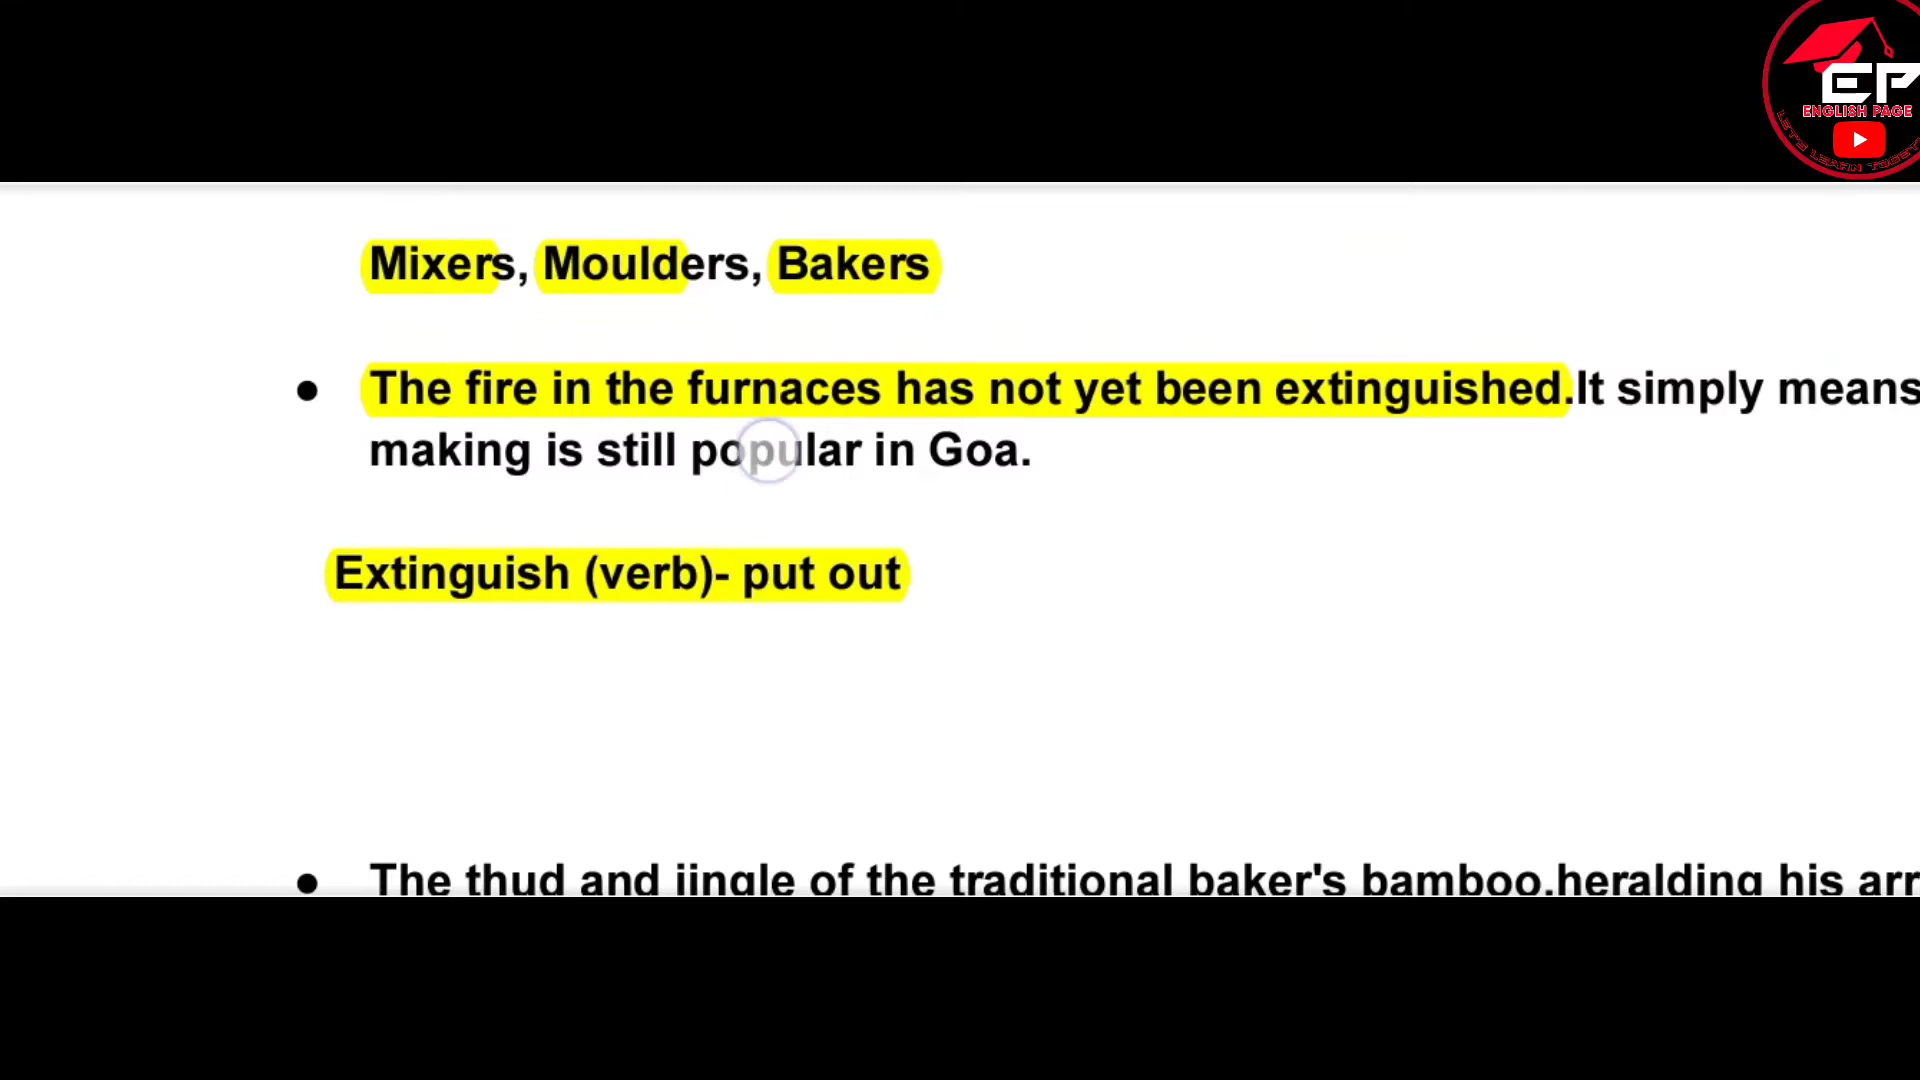 EP
ENGLISH PAGE
Mixers, Moulders, Bakers
● The fire in the furnaces has not yet been extinguished.It simply means
making is still popular in Goa.
Extinguish (verb)- put out
● The thud and jingle of the traditional baker's bamboo,heralding his arr